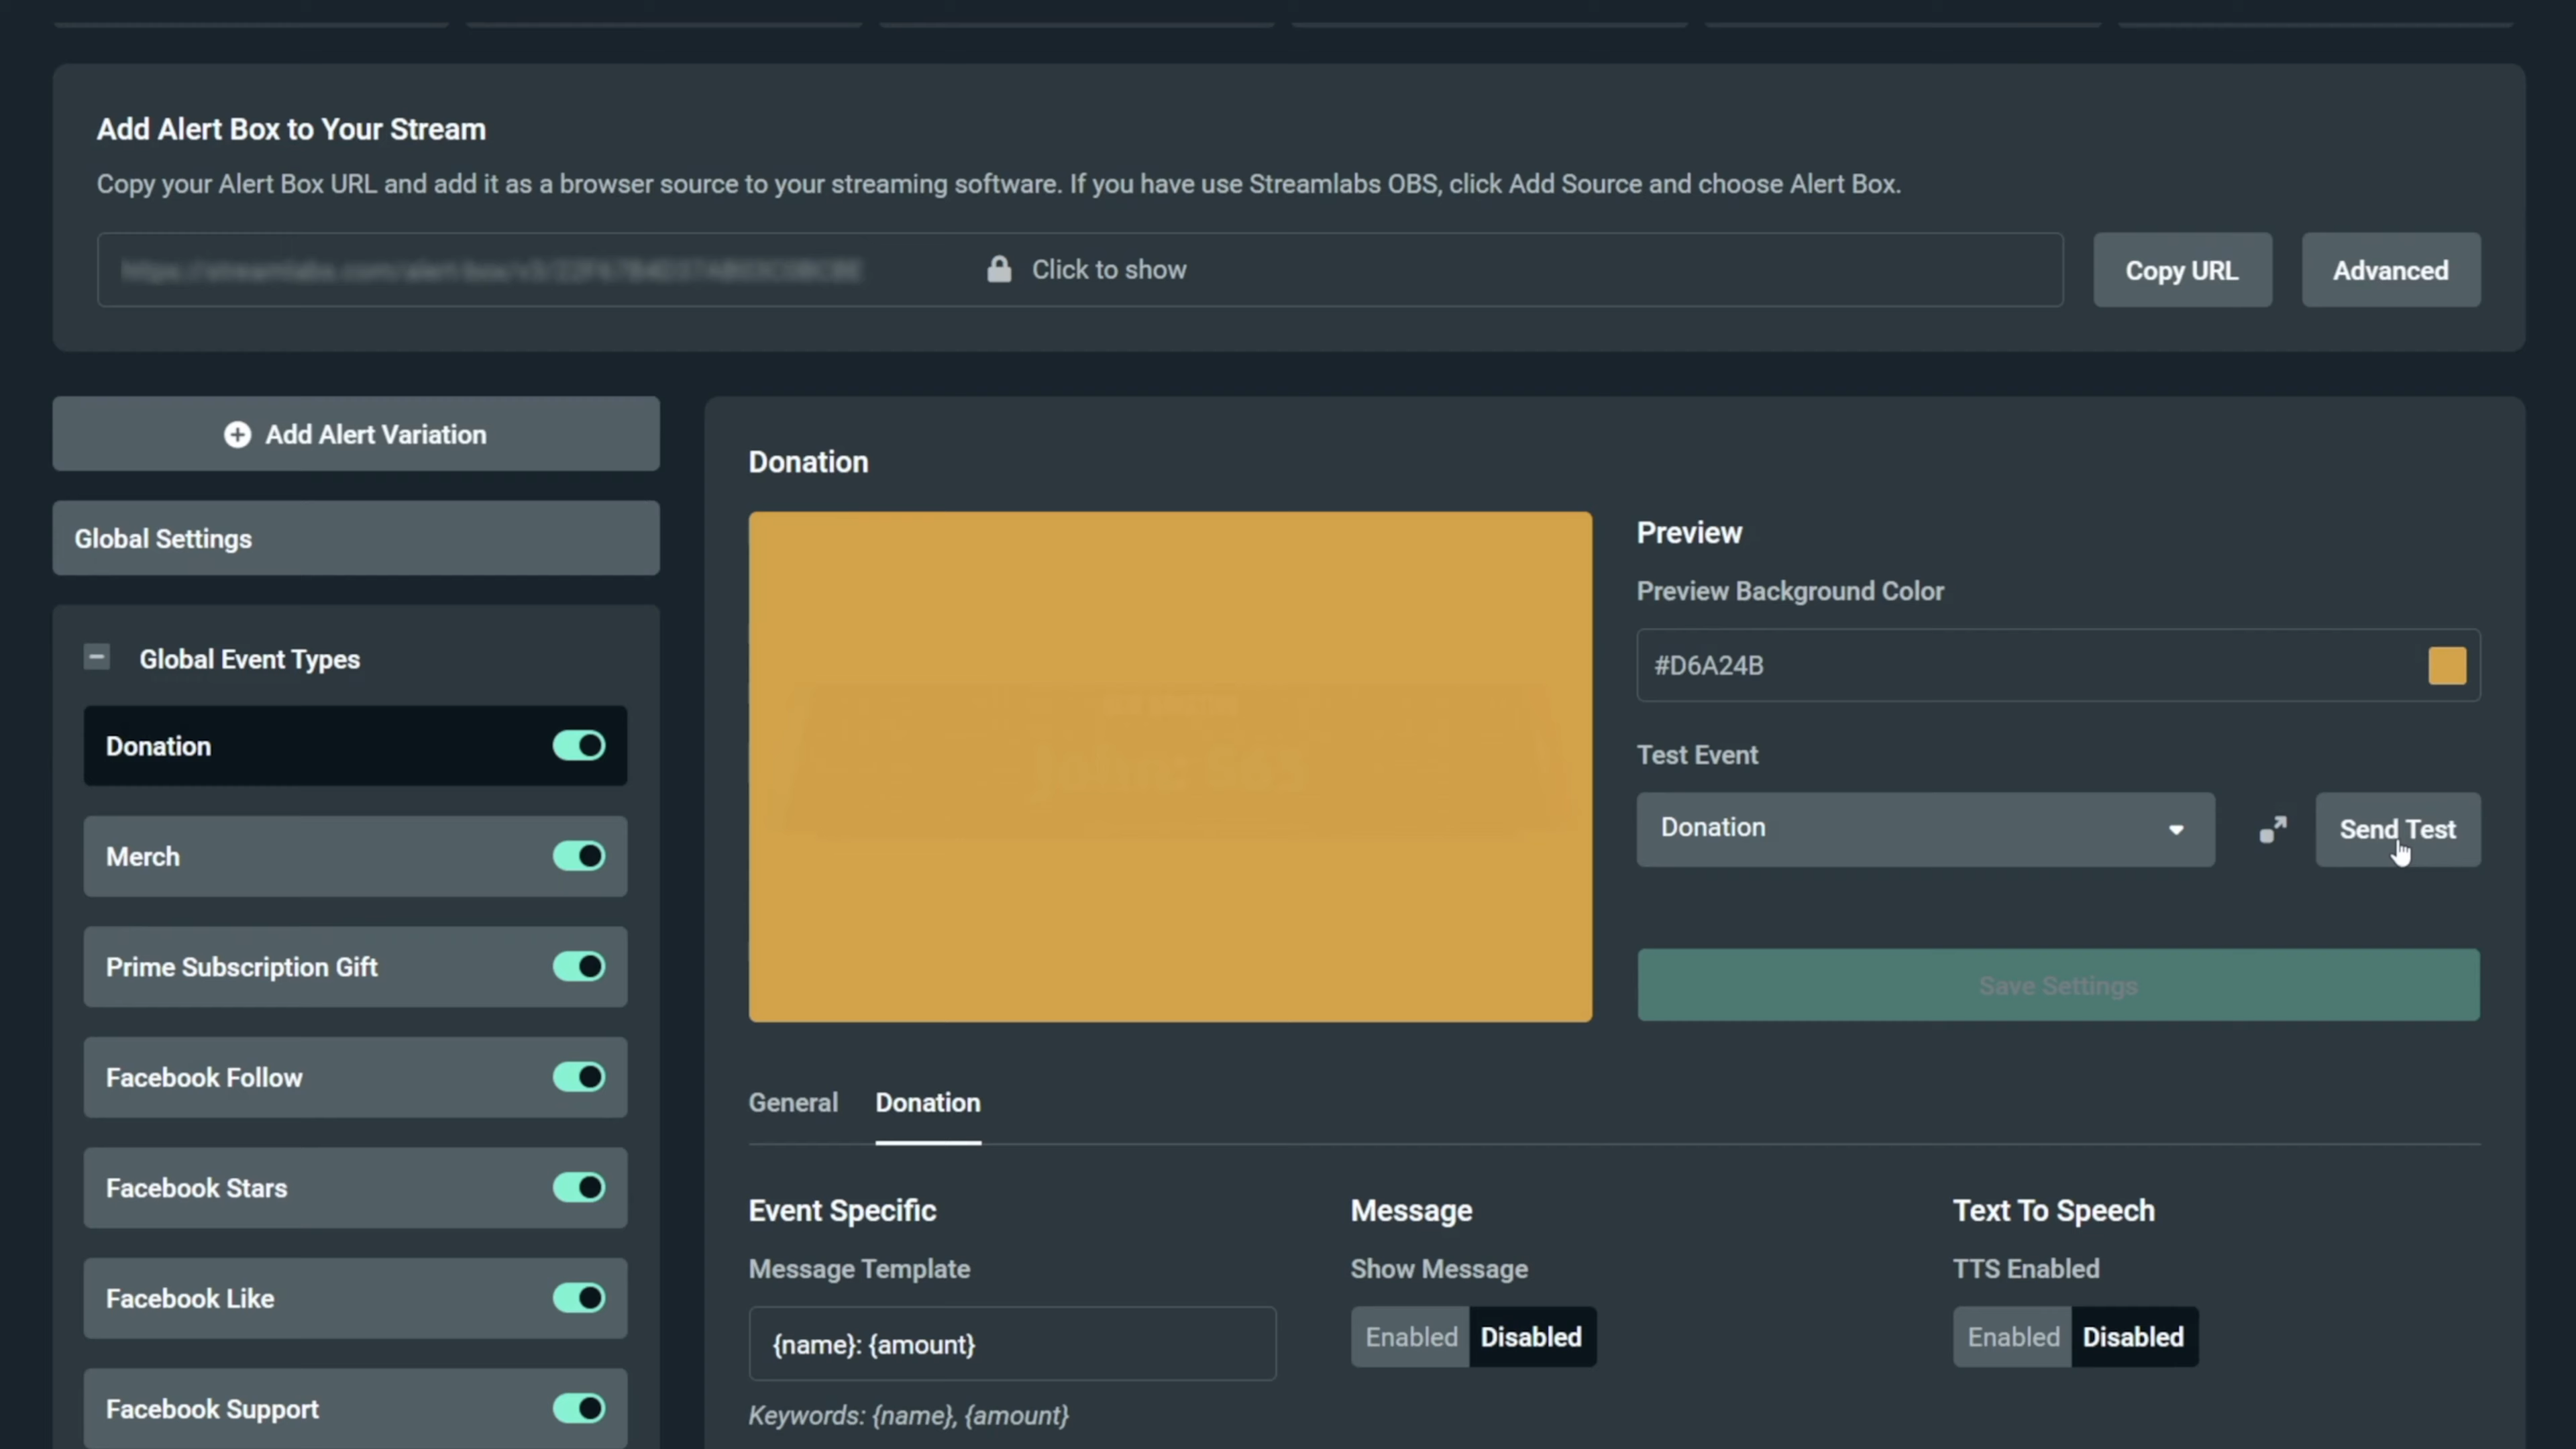 Add Alert Box to Your Stream
Copy your Alert Box URL and add it as a browser source to your streaming software. If you have use Streamlabs OBS, click Add Source and choose Alert Box.
Click to show
Copy URL
Advanced
Add Alert Variation
Global Settings
Global Event Types
Donation
Merch
Prime Subscription Gift
Facebook Follow
Facebook Stars
Facebook Like
Facebook Support
Donation
Preview
Preview Background Color
#D6A24B
Test Event
Donation
Send Test
Save Settings
General Donation
Event Specific
Message Template
{name}: {amount}
Keywords: {name}, {amount}
Message
Show Message
Enabled Disabled
Text To Speech
TTS Enabled
Enabled Disabled